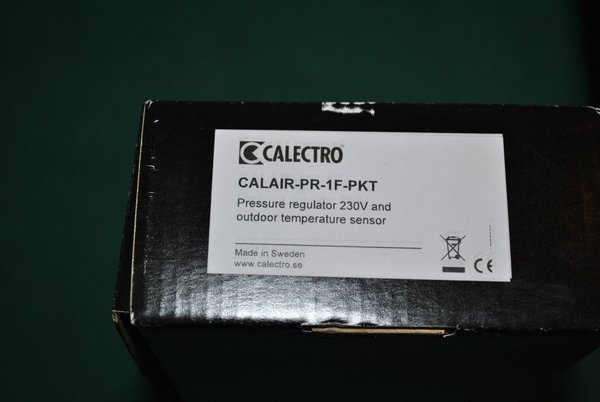 CALECTRO®
CALAIR-PR-1F-PKT
Pressure regulator 230V and
outdoor temperature sensor
Made in Sweden
www.calectro.se
CE